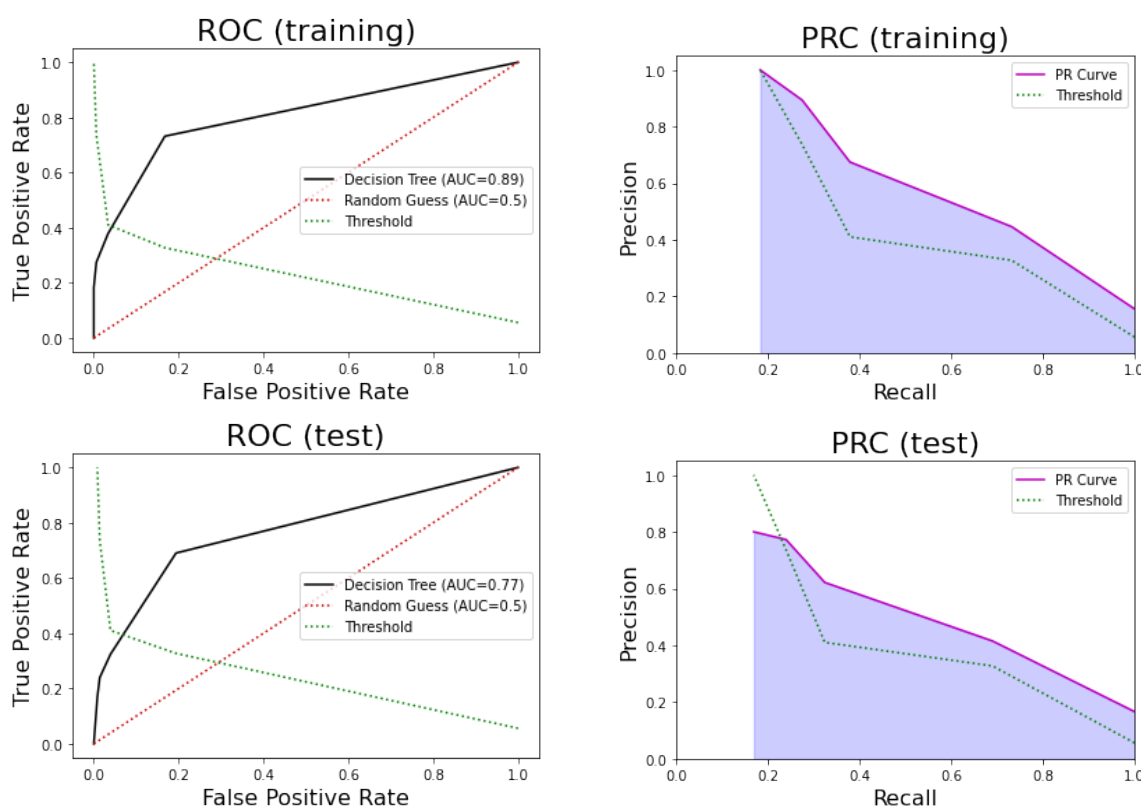 ROC (training)
True Positive Rate
1.0
0.8
0.6
0.4
0.2
0.0
Decision Tree (AUC=0.89)
Random Guess (AUC=0.5)
Threshold
0.0 0.2 0.4 0.6 0.8 1.0
False Positive Rate
PRC (training)
Precision
1.0
0.8
0.6
0.4
0.2
0.0
PR Curve
Threshold
0.0 0.2 0.4 0.6 0.8 1.0
Recall
ROC (test)
True Positive Rate
1.0
0.8
0.6
0.4
0.2
0.0
Decision Tree (AUC=0.77)
Random Guess (AUC=0.5)
Threshold
0.0 0.2 0.4 0.6 0.8 1.0
False Positive Rate
PRC (test)
Precision
1.0
0.8
0.6
0.4
0.2
0.0
PR Curve
Threshold
0.0 0.2 0.4 0.6 0.8 1.0
Recall